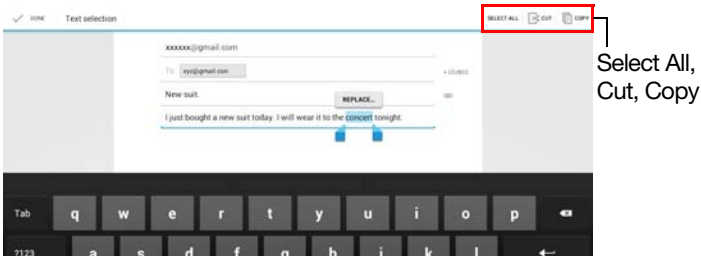 DONE Text selection SELECT ALL CUT COPY
Select All,
Cut, Copy
xxxxxx@gmail.com
To xyz@gmail.com + CC/BCC
New suit.
REPLACE...
I just bought a new suit today. I will wear it to the concert tonight.
Tab q w e r t y u i o p
?123 a s d f g h j k l